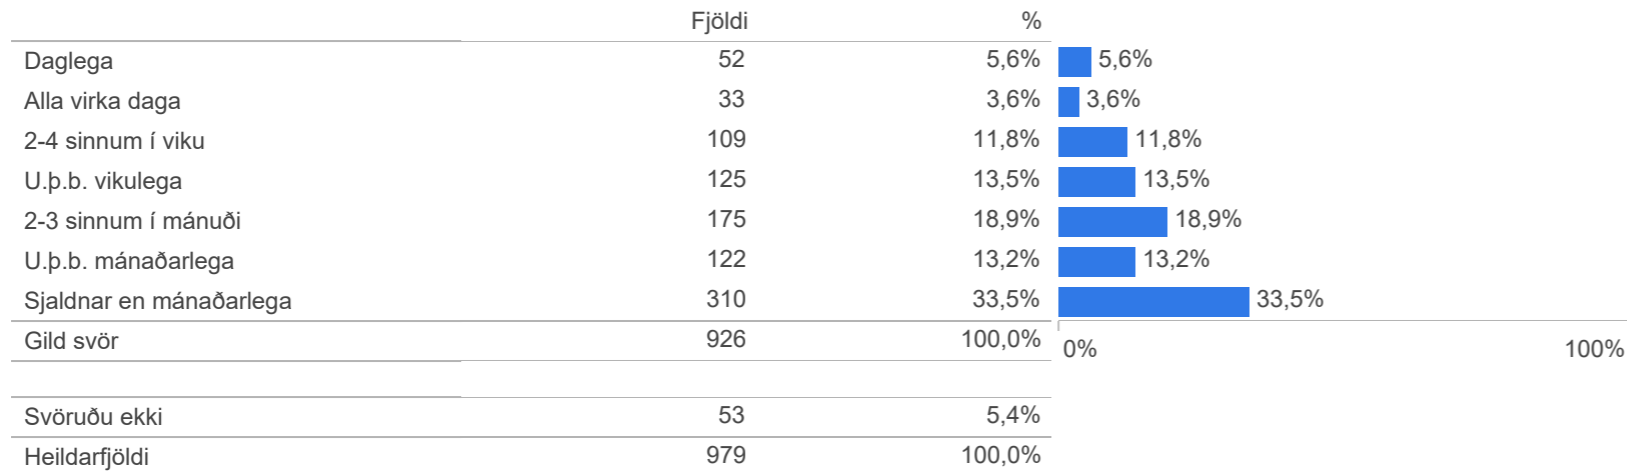 Fjöldi %
Daglega 52 5,6% 5,6%
Alla virka daga 33 3,6% 3,6%
2-4 sinnum í viku 109 11,8% 11,8%
U.þ.b. vikulega 125 13,5% 13,5%
2-3 sinnum í mánuði 175 18,9% 18,9%
U.þ.b. mánaðarlega 122 13,2% 13,2%
Sjaldnar en mánaðarlega 310 33,5% 33,5%
Gild svör 926 100,0%
0% 100%
Svöruðu ekki 53 5,4%
Heildarfjöldi 979 100,0%